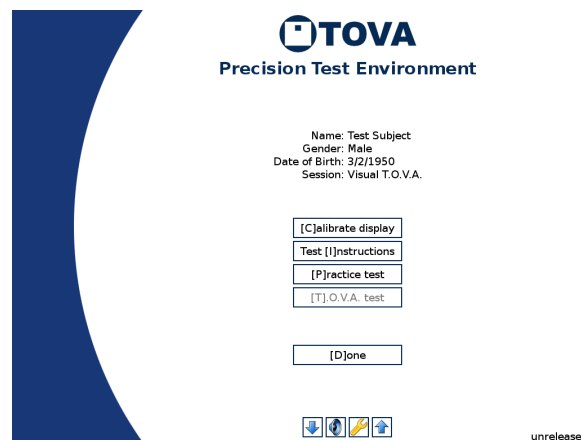 TOVA
Precision Test Environment
Name: Test Subject
Gender: Male
Date of Birth: 3/2/1950
Session: Visual T.O.V.A.
[C]alibrate display
Test [I]nstructions
[P]ractice test
[T].O.V.A. test
[D]one
unrelease